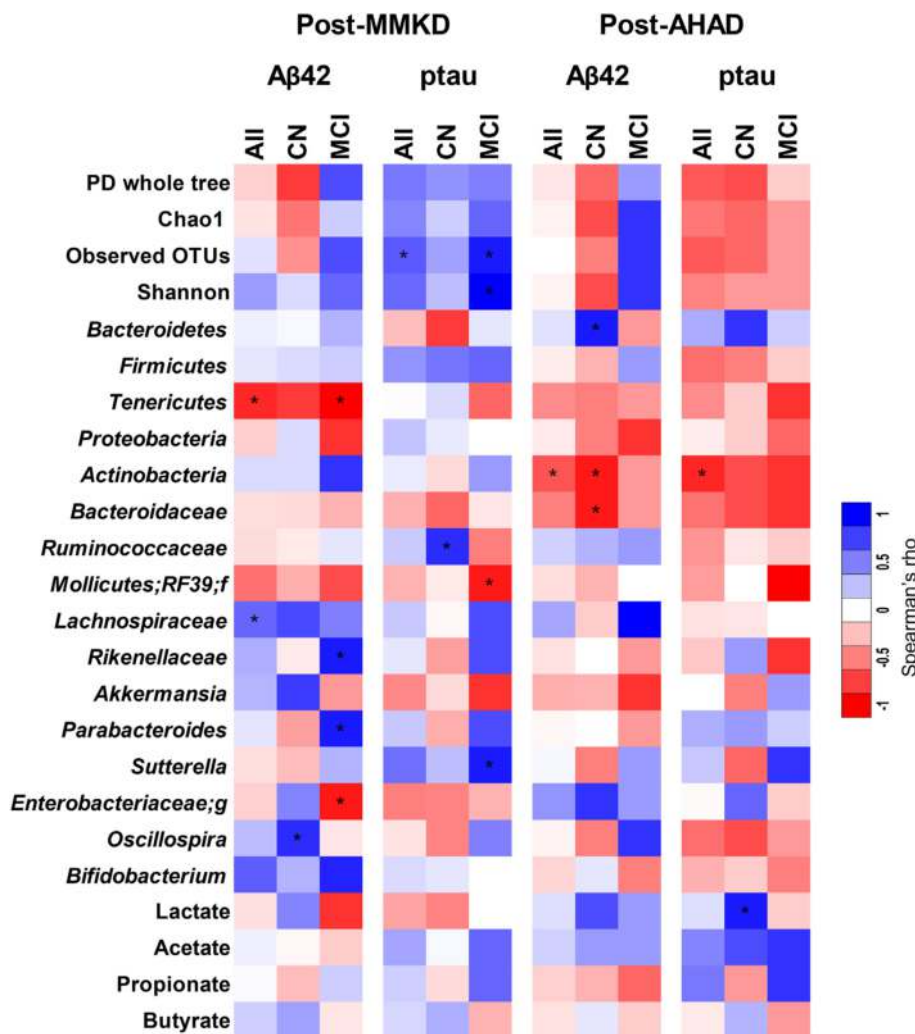 Post-MMKD Post-AHAD
Aβ42 ptau Aβ42 ptau
All CN MCI All CN MCI All CN MCI All CN MCI
PD whole tree
Chao1
Observed OTUs * *
Shannon *
Bacteroidetes *
Firmicutes
Tenericutes * *
Proteobacteria
Actinobacteria * * *
Bacteroidaceae *
Ruminococcaceae *
Mollicutes;RF39;f *
Lachnospiraceae *
Rikenellaceae *
Akkermansia
Parabacteroides *
Sutterella *
Enterobacteriaceae;g *
Oscillospira *
Bifidobacterium
Lactate *
Acetate
Propionate
Butyrate
1
0.5
0
-0.5
-1
Spearman's rho